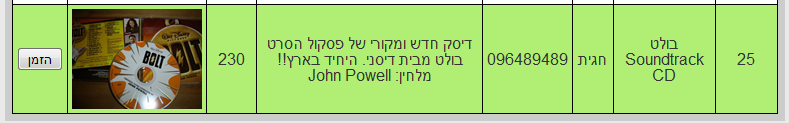 25
בולט
Soundtrack
CD
חגית
096489489
דיסק חדש ומקורי של פסקול הסרט
בולט מבית דיסני. היחיד בארץ!!
מלחין: John Powell
230
BOLT
הזמן